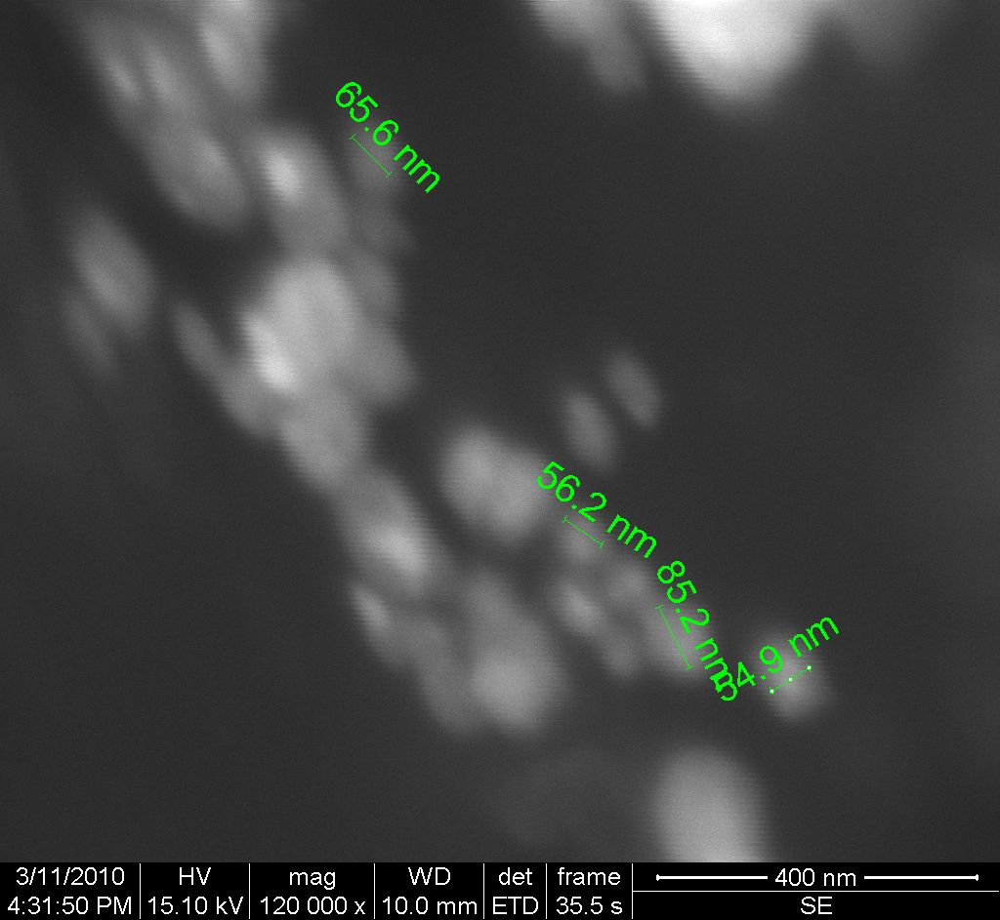 65.6 nm
56.2 nm
85.2 nm
54.9 nm
3/11/2010
4:31:50 PM
HV
15.10 kV
mag
120 000 x
WD
10.0 mm
det
ETD
frame
35.5 s
400 nm
SE